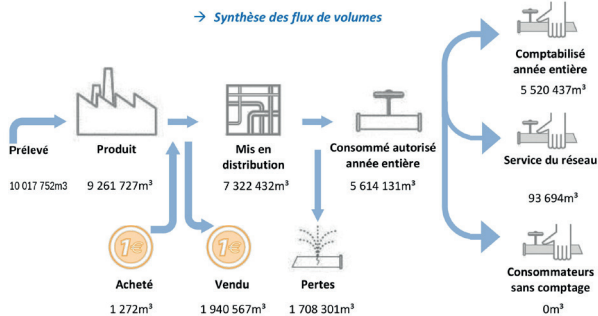 → Synthèse des flux de volumes
Prélevé
10 017 752m3
Produit
9 261 727m³
Mis en
distribution
7 322 432m³
Consommé autorisé
année entière
5 614 131m³
Comptabilisé
année entière
5 520 437m³
Service du réseau
93 694m³
Consommateurs
sans comptage
0m³
1€
Acheté
1 272m³
1€
Vendu
1 940 567m³
Pertes
1 708 301m³